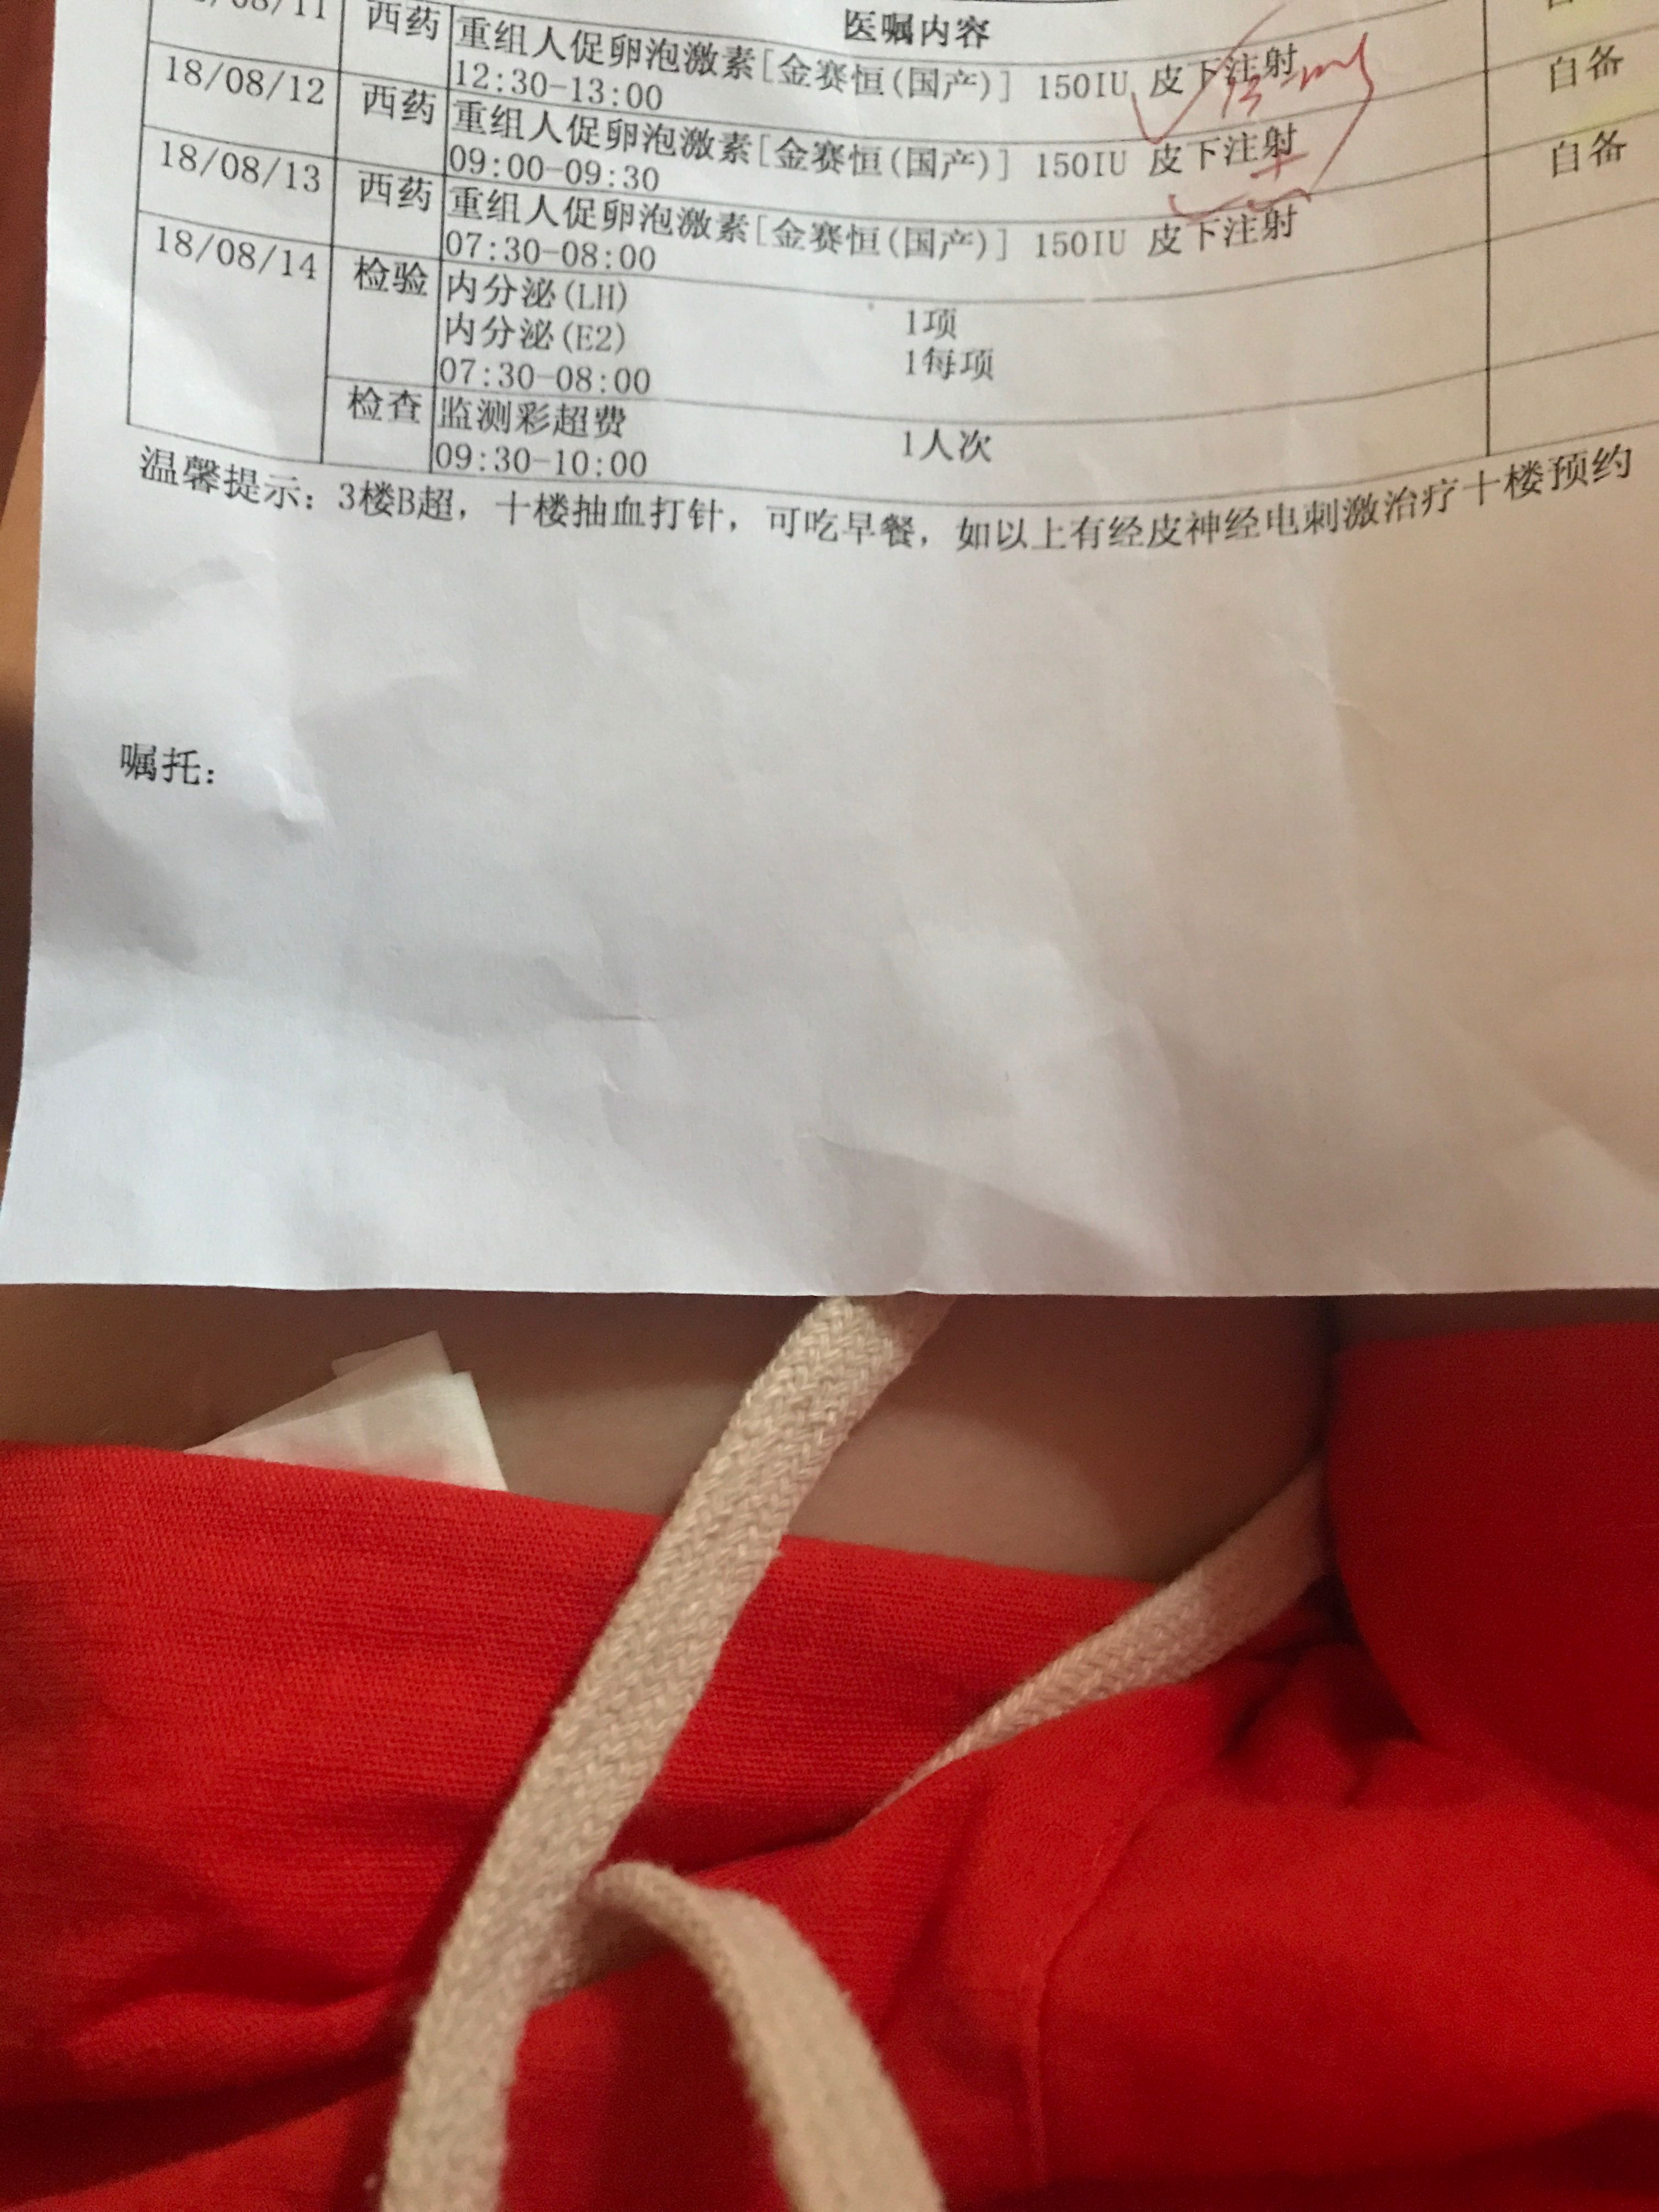 医嘱内容
/08/11 西药 重组人促卵泡激素[金赛恒(国产)] 150IU 皮下注射
12:30-13:00
18/08/12 西药 重组人促卵泡激素[金赛恒(国产)] 150IU 皮下注射 自备
09:00-09:30
18/08/13 西药 重组人促卵泡激素[金赛恒(国产)] 150IU 皮下注射 自备
07:30-08:00
18/08/14 检验 内分泌(LH) 1项
内分泌(E2) 1每项
07:30-08:00
检查 监测彩超费 1人次
09:30-10:00
温馨提示：3楼B超，十楼抽血打针，可吃早餐，如以上有经皮神经电刺激治疗十楼预约
嘱托：